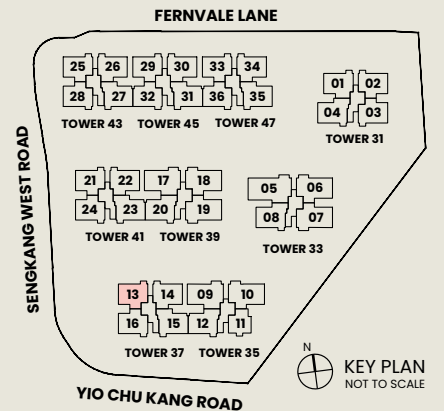 FERNVALE LANE
SENGKANG WEST ROAD
25 26 29 30 33 34
28 27 32 31 36 35
TOWER 43 TOWER 45 TOWER 47
01 02
04 03
TOWER 31
21 22 17 18
24 23 20 19
TOWER 41 TOWER 39
05 06
08 07
TOWER 33
13 14 09 10
16 15 12 11
TOWER 37 TOWER 35
N
KEY PLAN
NOT TO SCALE
YIO CHU KANG ROAD